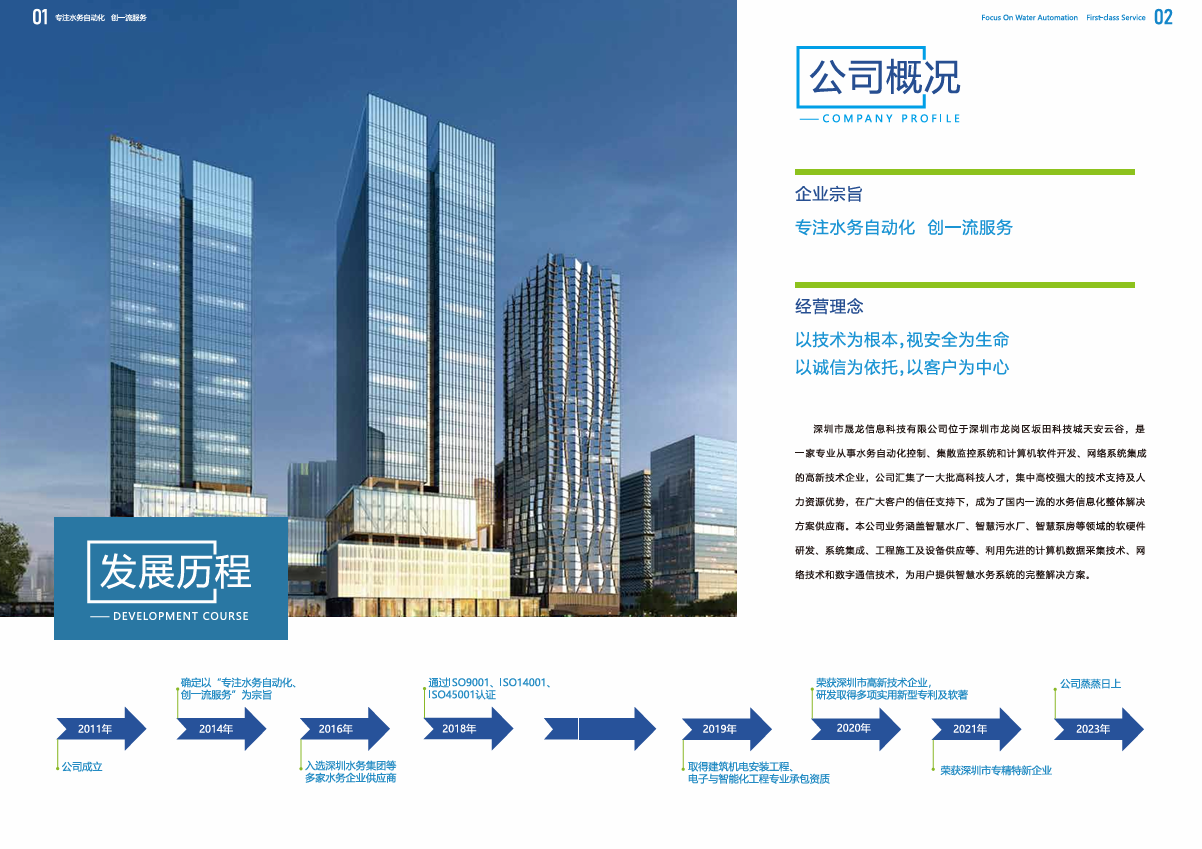 01 专注水务自动化 创一流服务
Focus On Water Automation First-class Service 02
公司概况
COMPANY PROFILE
企业宗旨
专注水务自动化 创一流服务
经营理念
以技术为根本,视安全为生命
以诚信为依托,以客户为中心
深圳市晟龙信息科技有限公司位于深圳市龙岗区坂田科技城天安云谷，是
一家专业从事水务自动化控制、集散监控系统和计算机软件开发、网络系统集成
的高新技术企业，公司汇集了一大批高科技人才，集中高校强大的技术支持及人
力资源优势，在广大客户的信任支持下，成为了国内一流的水务信息化整体解决
方案供应商。本公司业务涵盖智慧水厂、智慧污水厂、智慧泵房等领域的软硬件
研发、系统集成、工程施工及设备供应等、利用先进的计算机数据采集技术、网
络技术和数字通信技术，为用户提供智慧水务系统的完整解决方案。
发展历程
DEVELOPMENT COURSE
2011年
公司成立
确定以“专注水务自动化、
创一流服务”为宗旨
2014年
2016年
入选深圳水务集团等
多家水务企业供应商
通过ISO9001、ISO14001、
ISO45001认证
2018年
2019年
取得建筑机电安装工程、
电子与智能化工程专业承包资质
荣获深圳市高新技术企业，
研发取得多项实用新型专利及软著
2020年
2021年
荣获深圳市专精特新企业
公司蒸蒸日上
2023年